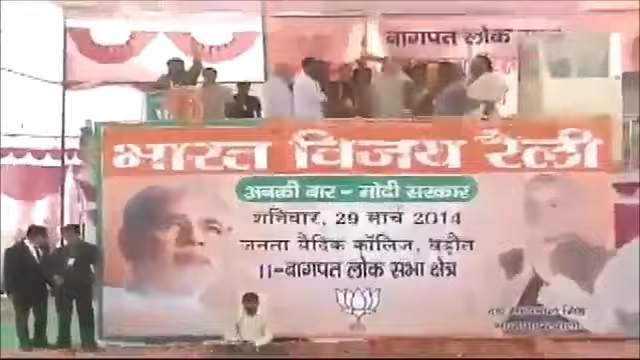 बागपत लोक
भारत विजय रैली
अबकी बार - मोदी सरकार
शनिवार, 29 मार्च 2014
जनता वैदिक कॉलिज, बड़ौत
11-बागपत लोक सभा क्षेत्र